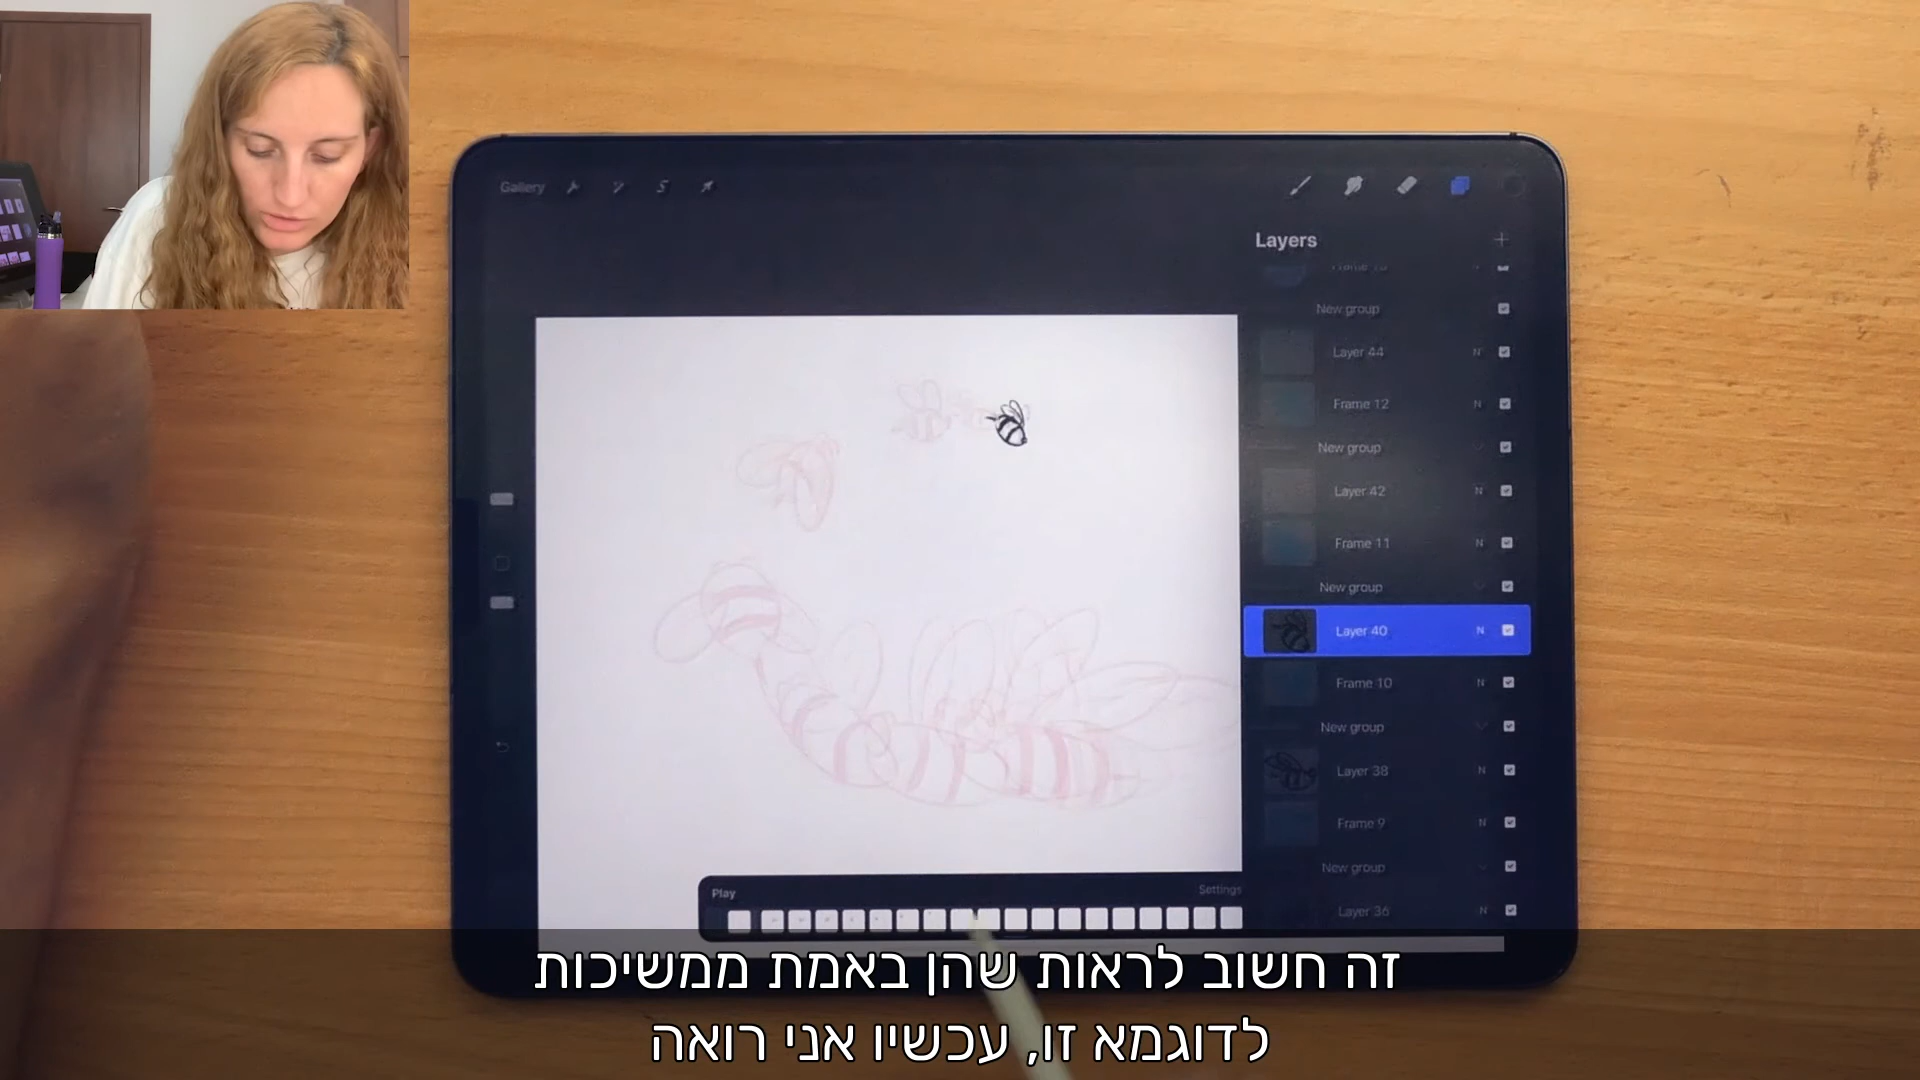 Gallery
Layers
New group
Layer 44 N
Frame 12 N
New group
Layer 42 N
Frame 11 N
New group
Layer 40 N
Frame 10 N
New group
Layer 38 N
Frame 9 N
New group
Layer 36 N
Play
Settings
זה חשוב לראות שהן באמת ממשיכות
לדוגמא זו, עכשיו אני רואה